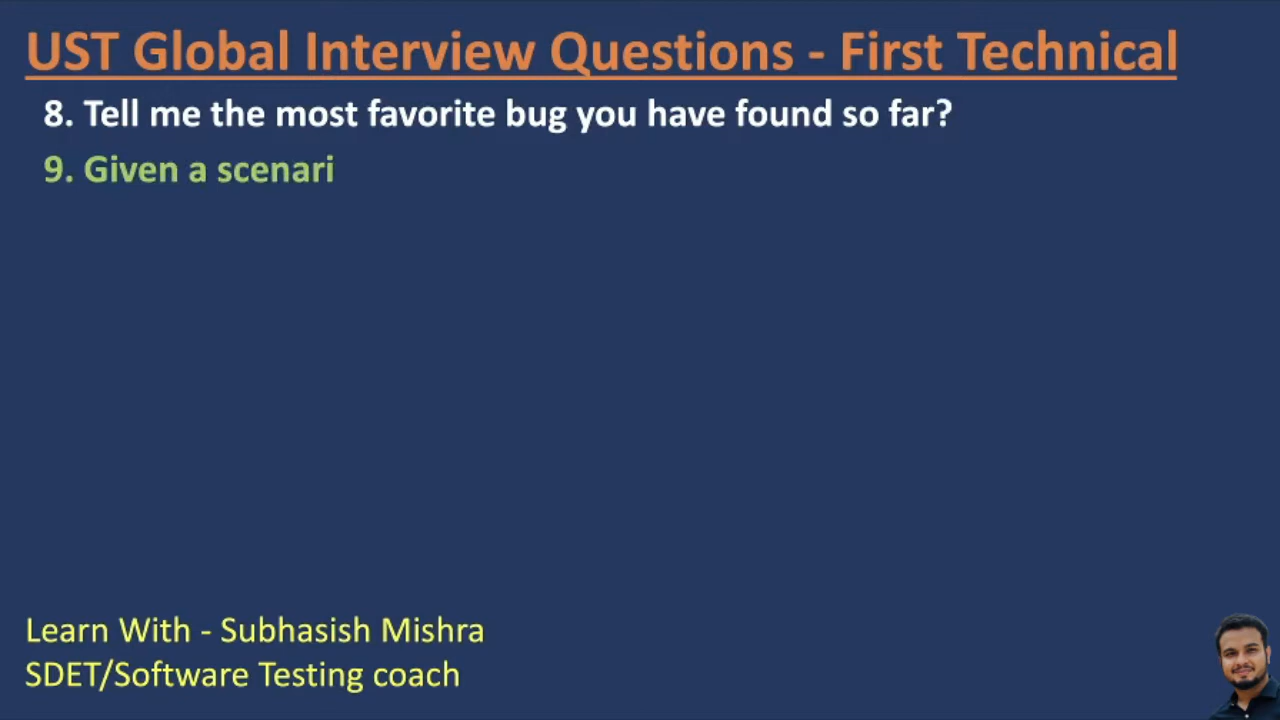 UST Global Interview Questions - First Technical
8. Tell me the most favorite bug you have found so far?
9. Given a scenari
Learn With - Subhasish Mishra
SDET/Software Testing coach